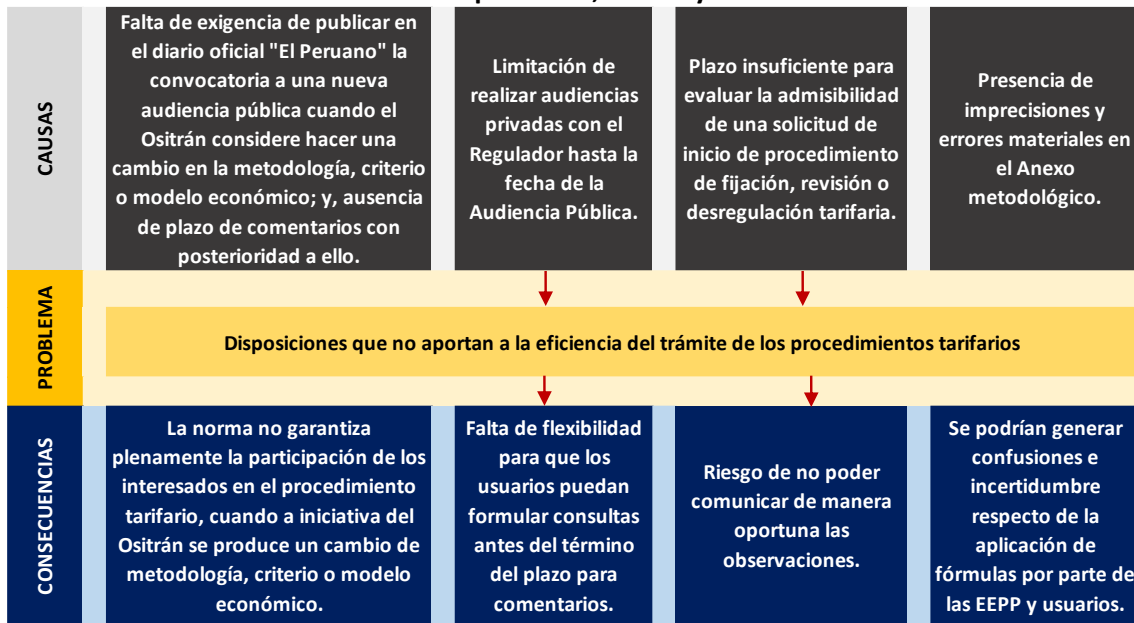 CAUSAS
Falta de exigencia de publicar en
el diario oficial "El Peruano" la
convocatoria a una nueva
audiencia pública cuando el
Ositrán considere hacer una
cambio en la metodología, criterio
o modelo económico; y, ausencia
de plazo de comentarios con
posterioridad a ello.
Limitación de
realizar audiencias
privadas con el
Regulador hasta la
fecha de la
Audiencia Pública.
Plazo insuficiente para
evaluar la admisibilidad
de una solicitud de
inicio de procedimiento
de fijación, revisión o
desregulación tarifaria.
Presencia de
imprecisiones y
errores materiales en
el Anexo
metodológico.
PROBLEMA
Disposiciones que no aportan a la eficiencia del trámite de los procedimientos tarifarios
CONSECUENCIAS
La norma no garantiza
plenamente la participación de los
interesados en el procedimiento
tarifario, cuando a iniciativa del
Ositrán se produce un cambio de
metodología, criterio o modelo
económico.
Falta de flexibilidad
para que los
usuarios puedan
formular consultas
antes del término
del plazo para
comentarios.
Riesgo de no poder
comunicar de manera
oportuna las
observaciones.
Se podrían generar
confusiones e
incertidumbre
respecto de la
aplicación de
fórmulas por parte de
las EEPP y usuarios.